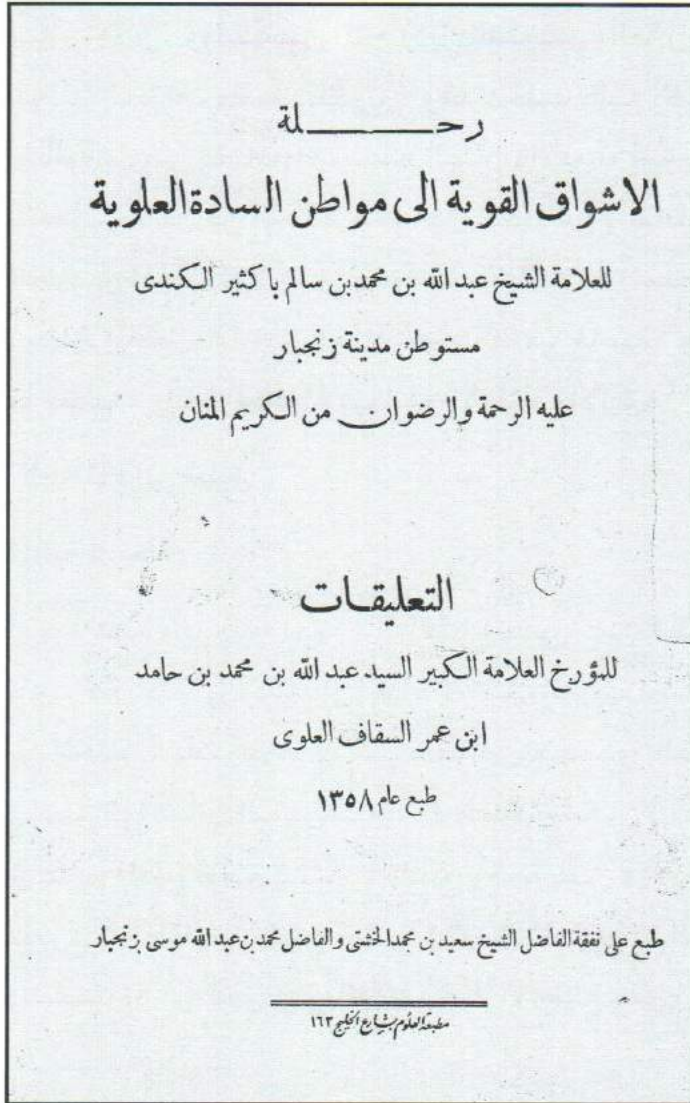 رحـــــلة
الاشواق القوية الى مواطن السادة العلوية
للعلامة الشيخ عبد الله بن محمد بن سالم باكثير الكندى
مستوطن مدينة زنجبار
عليه الرحمة والرضوان من الكريم المنان
التعليقات
للمؤرخ العلامة الكبير السيد عبد الله بن محمد بن حامد
ابن عمر السقاف العلوى
طبع عام ١٣٥٨
طبع على نفقة الفاضل الشيخ سعيد بن محمد الخشتى والفاضل محمد بن عبد الله موسى بزنجبار
مطبعة العلوم بشارع الخليج ١٦٣